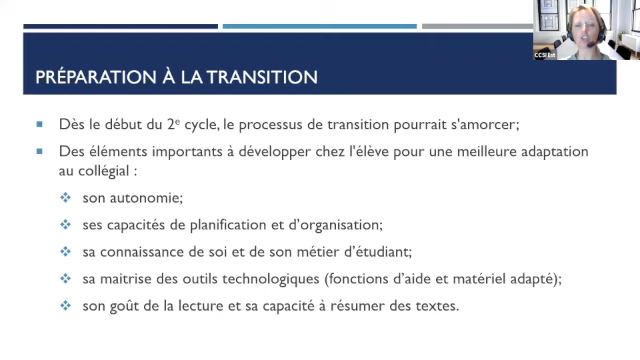 CCSI Est
PRÉPARATION À LA TRANSITION
Dès le début du 2e cycle, le processus de transition pourrait s'amorcer;
Des éléments importants à développer chez l'élève pour une meilleure adaptation
au collégial :
son autonomie;
ses capacités de planification et d'organisation;
sa connaissance de soi et de son métier d'étudiant;
sa maitrise des outils technologiques (fonctions d'aide et matériel adapté);
son goût de la lecture et sa capacité à résumer des textes.